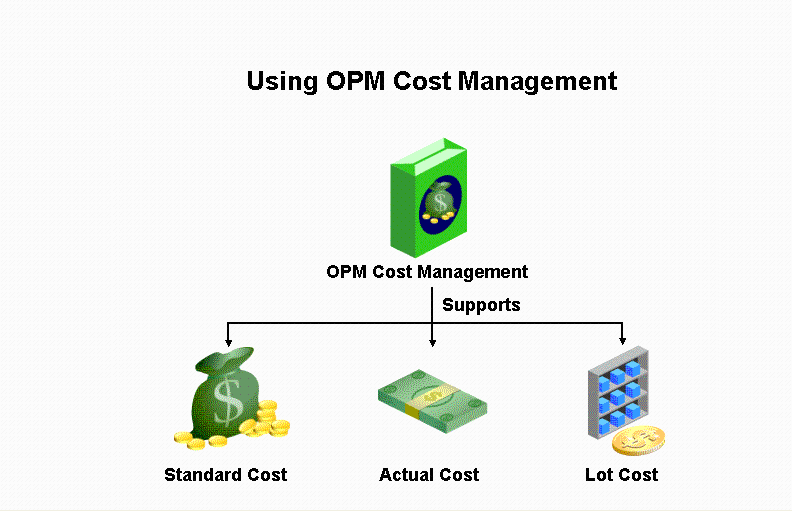 Using OPM Cost Management
OPM Cost Management
Supports
Standard Cost
Actual Cost
Lot Cost